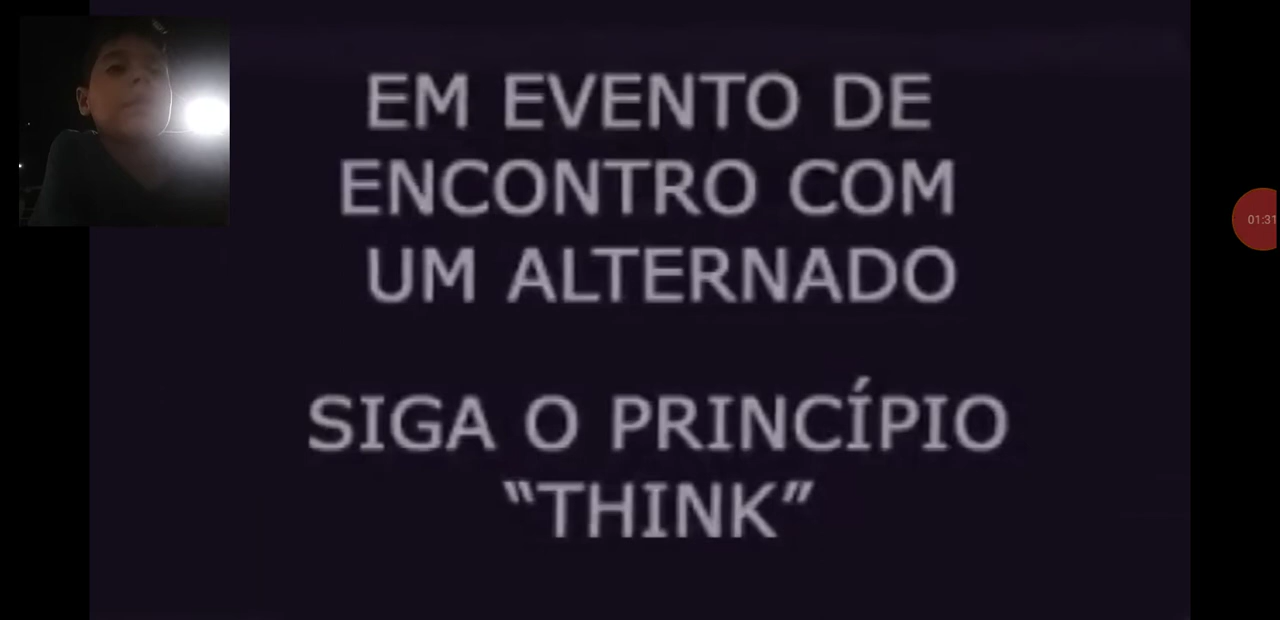 EM EVENTO DE
ENCONTRO COM
UM ALTERNADO
SIGA O PRINCÍPIO
“THINK”
01:31